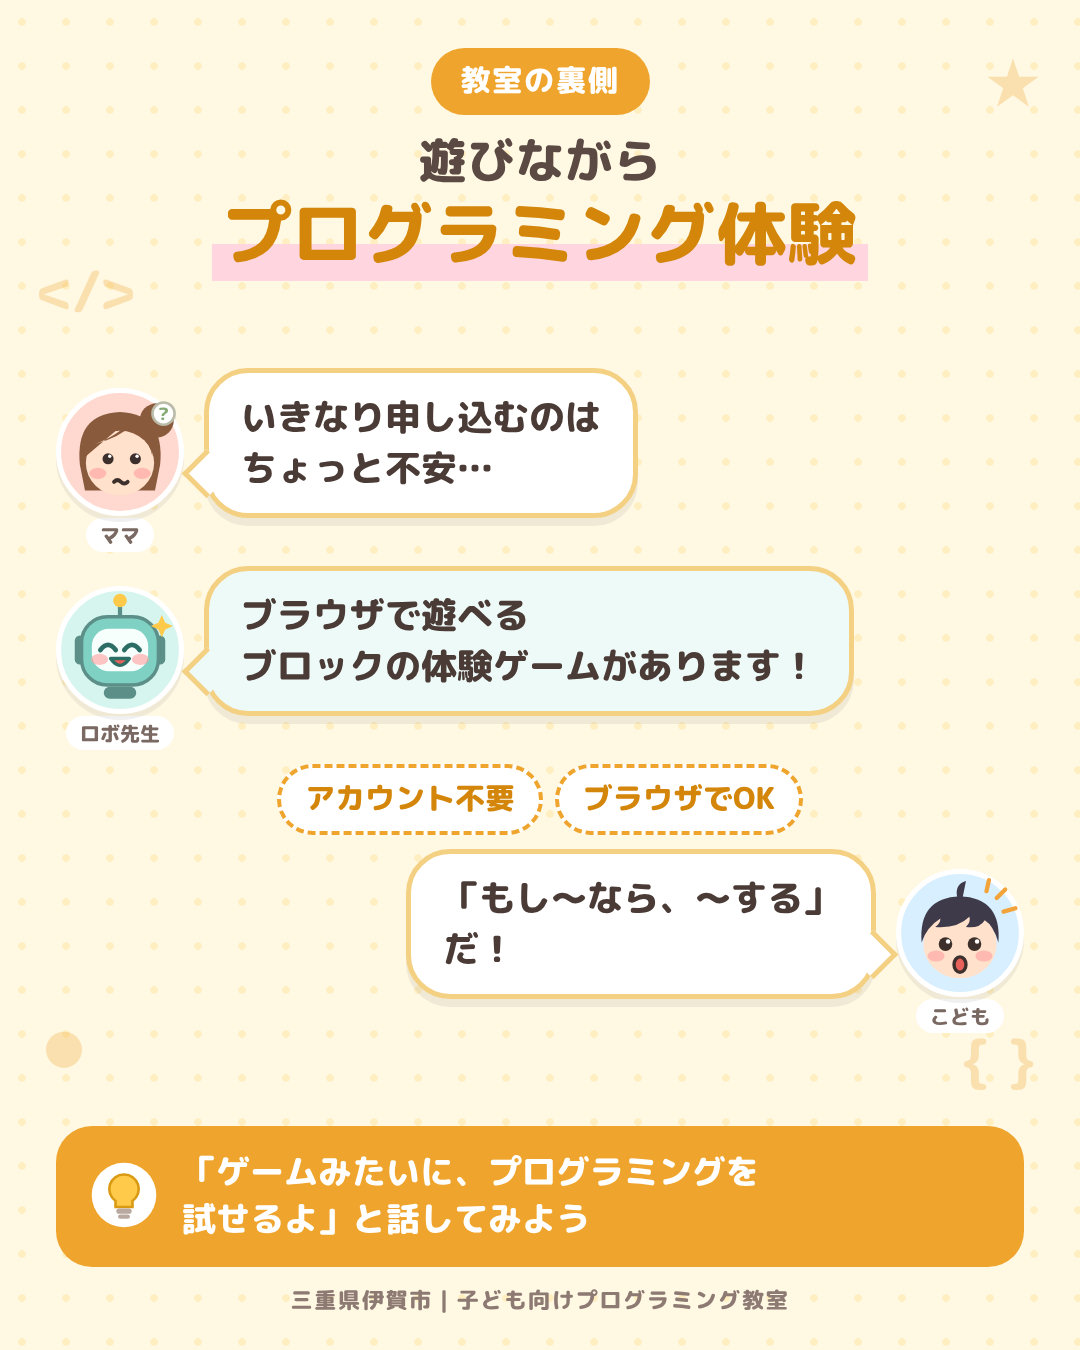 教室の裏側
遊びながら
プログラミング体験
</>
いきなり申し込むのは
ちょっと不安…
?
ママ
ブラウザで遊べる
ブロックの体験ゲームがあります！
ロボ先生
アカウント不要
ブラウザでOK
「もし〜なら、〜する」
だ！
こども
{ }
「ゲームみたいに、プログラミングを
試せるよ」と話してみよう
三重県伊賀市｜子ども向けプログラミング教室